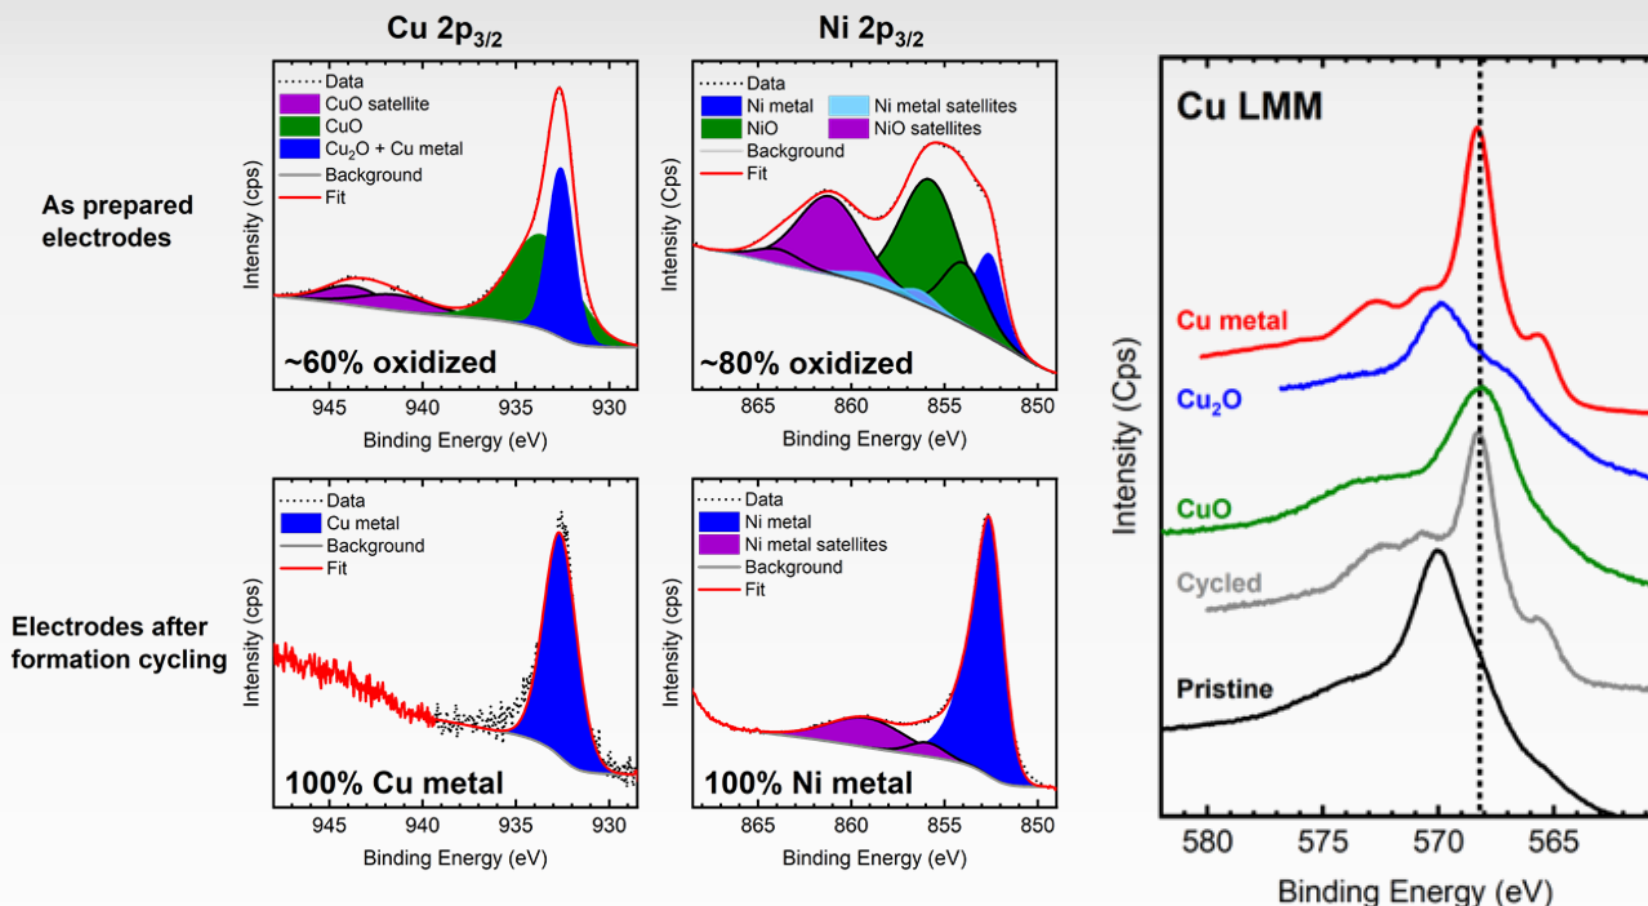 Cu 2p3/2
Ni 2p3/2
As prepared
electrodes
Intensity (cps)
Data
CuO satellite
CuO
Cu2O + Cu metal
Background
Fit
~60% oxidized
945 940 935 930
Binding Energy (eV)
Intensity (Cps)
Data
Ni metal
Ni metal satellites
NiO
NiO satellites
Background
Fit
~80% oxidized
865 860 855 850
Binding Energy (eV)
Electrodes after
formation cycling
Intensity (cps)
Data
Cu metal
Background
Fit
100% Cu metal
945 940 935 930
Binding Energy (eV)
Intensity (cps)
Data
Ni metal
Ni metal satellites
Background
Fit
100% Ni metal
865 860 855 850
Binding Energy (eV)
Cu LMM
Intensity (Cps)
Cu metal
Cu2O
CuO
Cycled
Pristine
580 575 570 565
Binding Energy (eV)